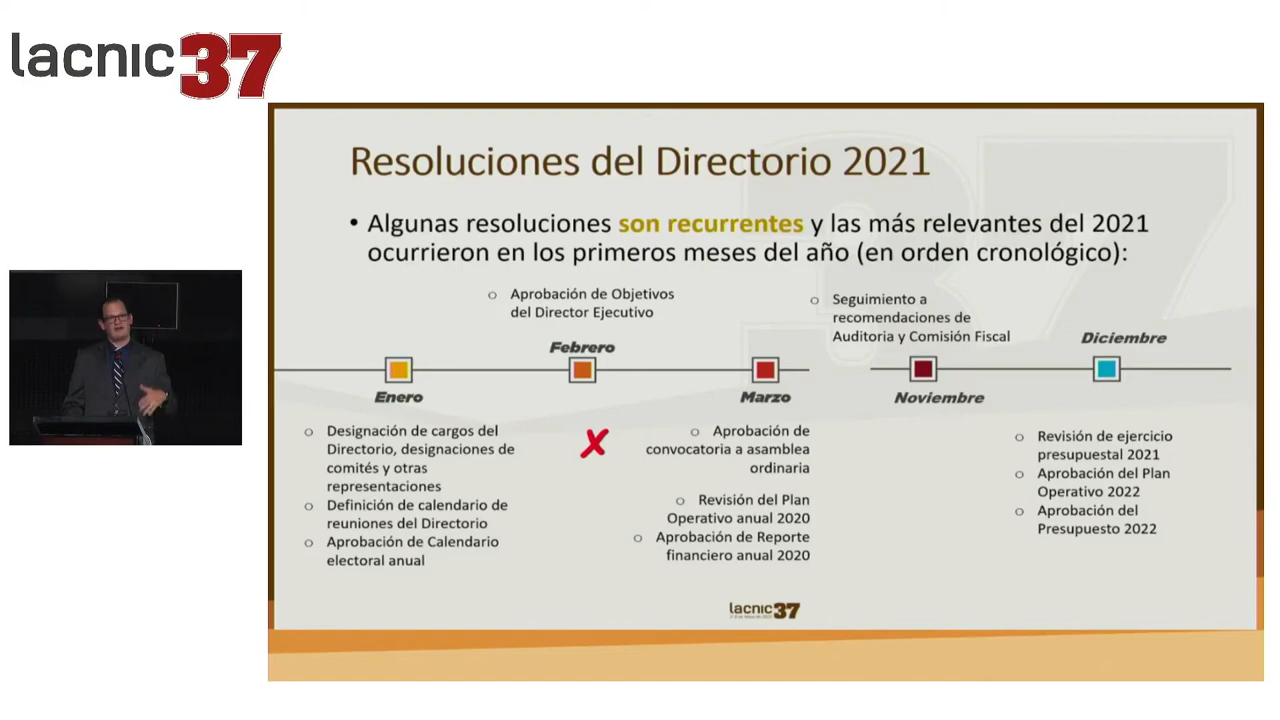 lacnic 37
Resoluciones del Directorio 2021
• Algunas resoluciones son recurrentes y las más relevantes del 2021
ocurrieron en los primeros meses del año (en orden cronológico):
o Aprobación de Objetivos
del Director Ejecutivo
o Seguimiento a
recomendaciones de
Auditoria y Comisión Fiscal
Febrero
Diciembre
Enero
Marzo
Noviembre
o Designación de cargos del
Directorio, designaciones de
comités y otras
representaciones
o Definición de calendario de
reuniones del Directorio
o Aprobación de Calendario
electoral anual
o Aprobación de
convocatoria a asamblea
ordinaria
o Revisión del Plan
Operativo anual 2020
o Aprobación de Reporte
financiero anual 2020
o Revisión de ejercicio
presupuestal 2021
o Aprobación del Plan
Operativo 2022
o Aprobación del
Presupuesto 2022
lacnic 37